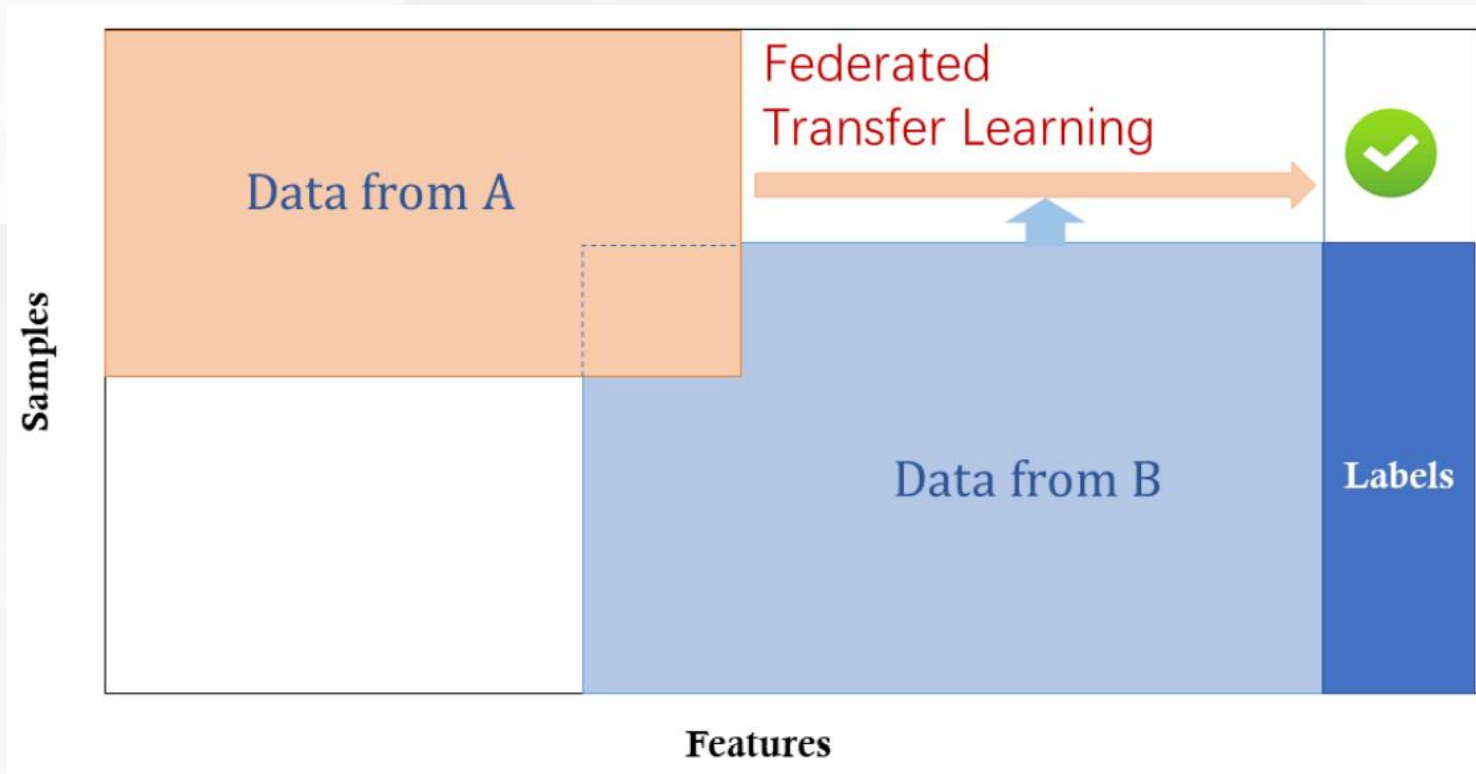 Federated
Transfer Learning
Data from A
Samples
Data from B
Labels
Features